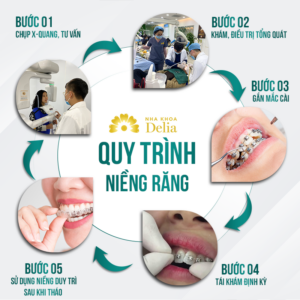 BƯỚC 01
CHỤP X-QUANG, TƯ VẤN
BƯỚC 02
KHÁM, ĐIỀU TRỊ TỔNG QUÁT
BƯỚC 03
GẮN MẮC CÀI
NHA KHOA
Delia
QUY TRÌNH
NIỀNG RĂNG
BƯỚC 04
TÁI KHÁM ĐỊNH KỲ
BƯỚC 05
SỬ DỤNG NIỀNG DUY TRÌ
SAU KHI THÁO